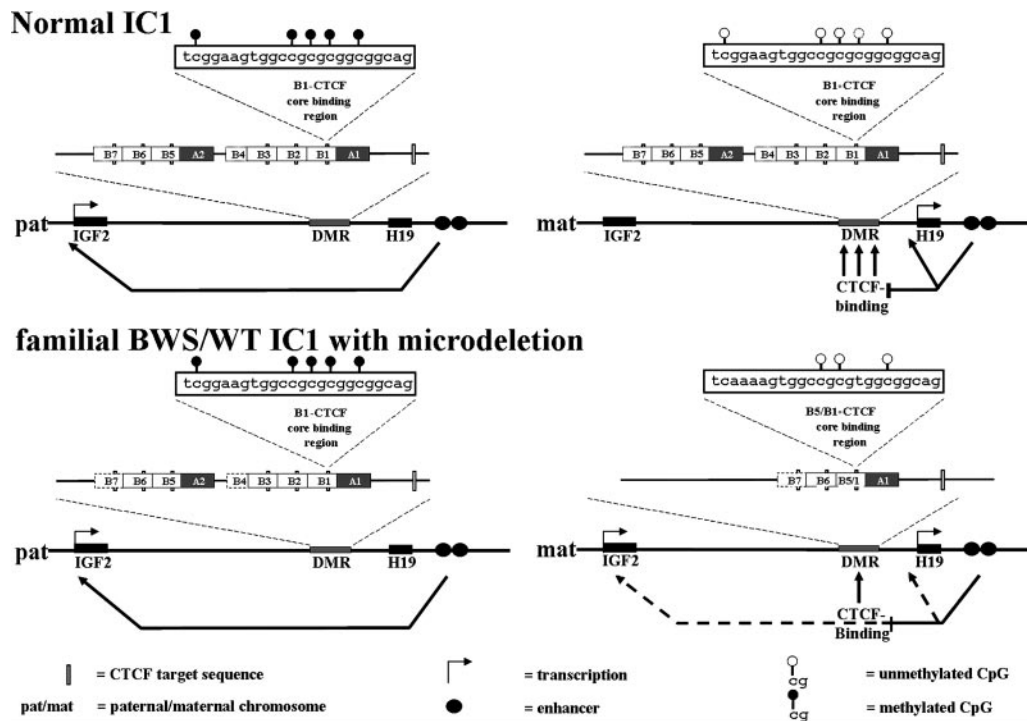 Normal IC1
tcggaagtggccgcgcggcggcag
B1-CTCF
core binding
region
B7 B6 B5 A2 B4 B3 B2 B1 A1
pat
IGF2 DMR H19
tcggaagtggccgcgcggcggcag
B1-CTCF
core binding
region
B7 B6 B5 A2 B4 B3 B2 B1 A1
mat
IGF2 DMR H19
CTCF-
binding
familial BWS/WT IC1 with microdeletion
tcggaagtggccgcgcggcggcag
B1-CTCF
core binding
region
B7 B6 B5 A2 B4 B3 B2 B1 A1
pat
IGF2 DMR H19
tcaaaagtggccgcgtggcggcag
B5/B1-CTCF
core binding
region
B7 B6 B5/1 A1
mat
IGF2 DMR H19
CTCF-
Binding
= CTCF target sequence
= transcription
cg = unmethylated CpG
pat/mat = paternal/maternal chromosome
= enhancer
cg = methylated CpG